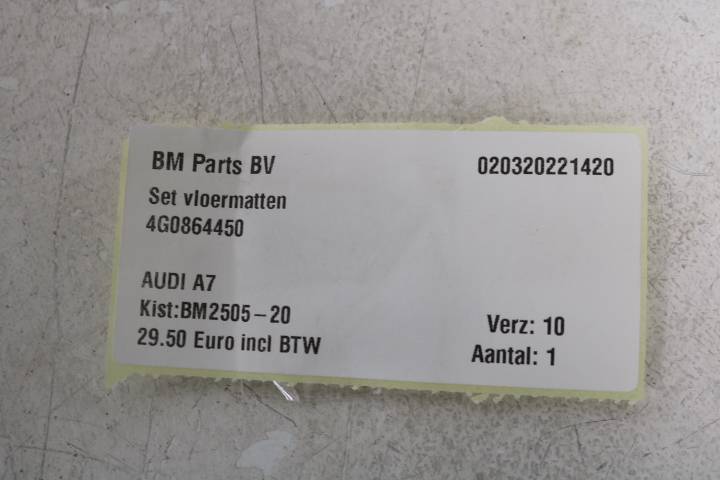 BM Parts BV 020320221420
Set vloermatten
4G0864450
AUDI A7
Kist:BM2505-20
Verz: 10
29.50 Euro incl BTW
Aantal: 1